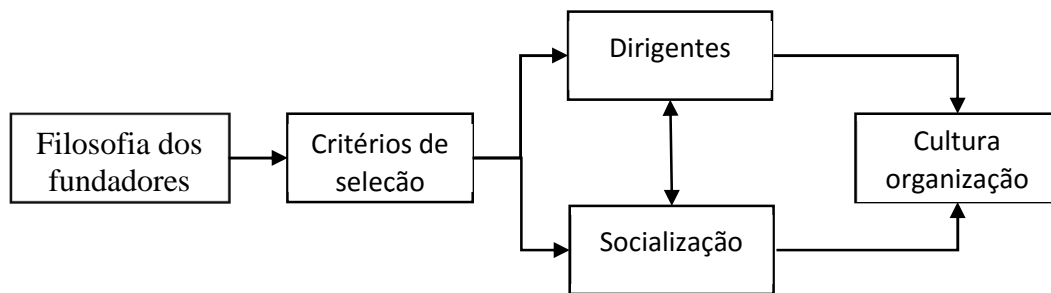 Dirigentes
Filosofia dos
fundadores
Critérios de
seleção
Cultura
organização
Socialização